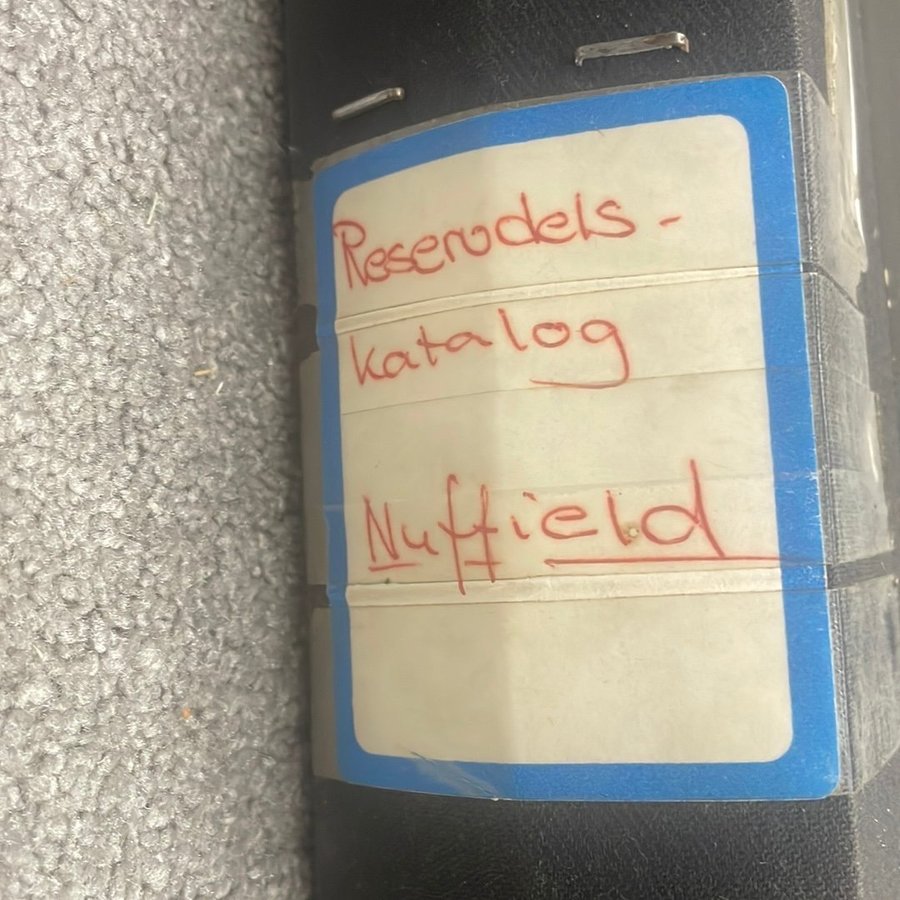 Reservdels-
katalog
Nuffield